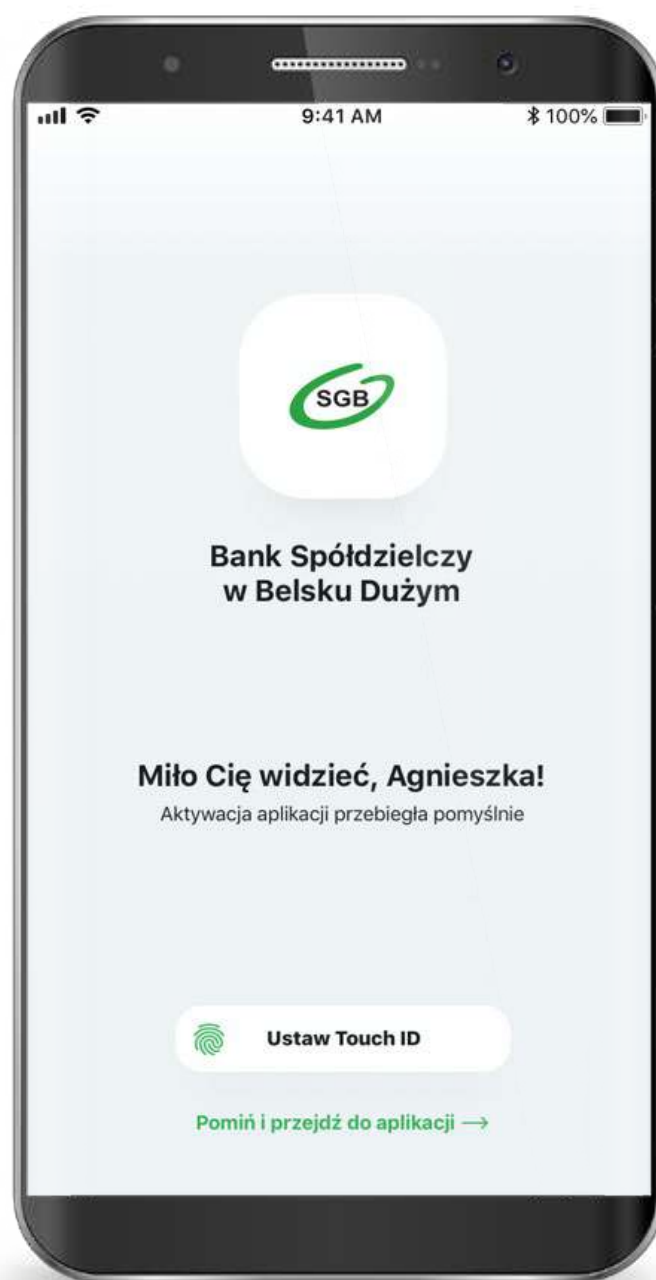 9:41 AM
100%
SGB
Bank Spółdzielczy
w Belsku Dużym
Miło Cię widzieć, Agnieszka!
Aktywacja aplikacji przebiegła pomyślnie
Ustaw Touch ID
Pomiń i przejdź do aplikacji →